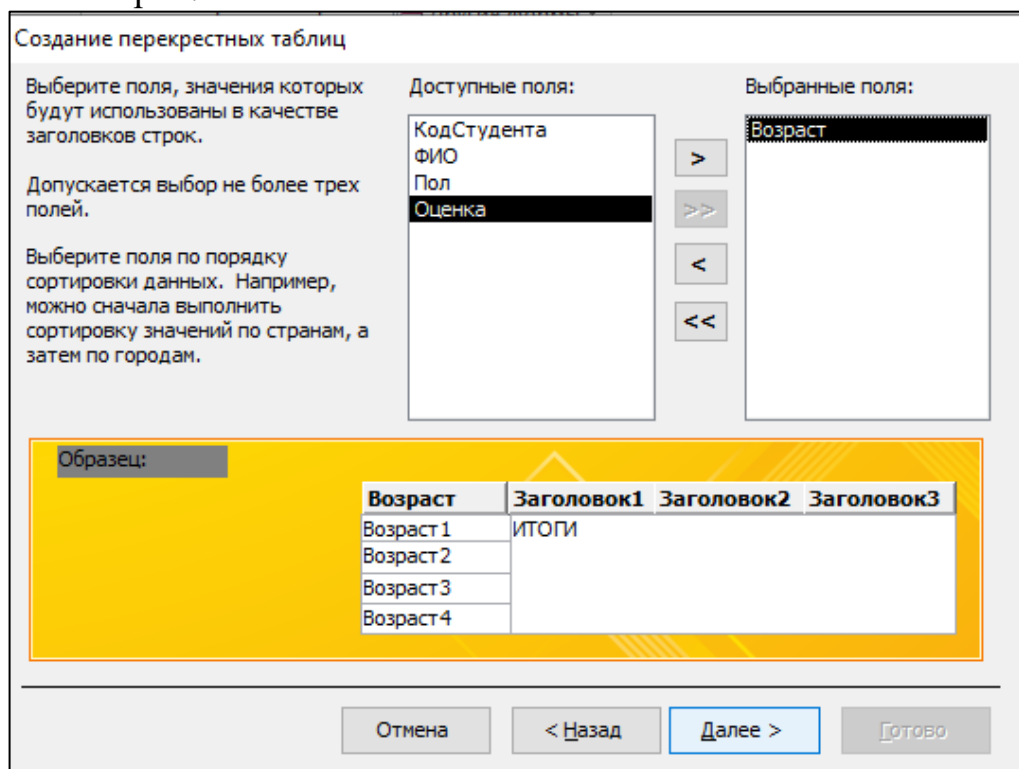 Создание перекрестных таблиц
Выберите поля, значения которых
будут использованы в качестве
заголовков строк.
Допускается выбор не более трех
полей.
Выберите поля по порядку
сортировки данных. Например,
можно сначала выполнить
сортировку значений по странам, а
затем по городам.
Доступные поля:
КодСтудента
ФИО
Пол
Оценка
>
>>
<
<<
Выбранные поля:
Возраст
Образец:
Возраст Заголовок1 Заголовок2 Заголовок3
Возраст1 ИТОГИ
Возраст2
Возраст3
Возраст4
Отмена < Назад Далее > Готово